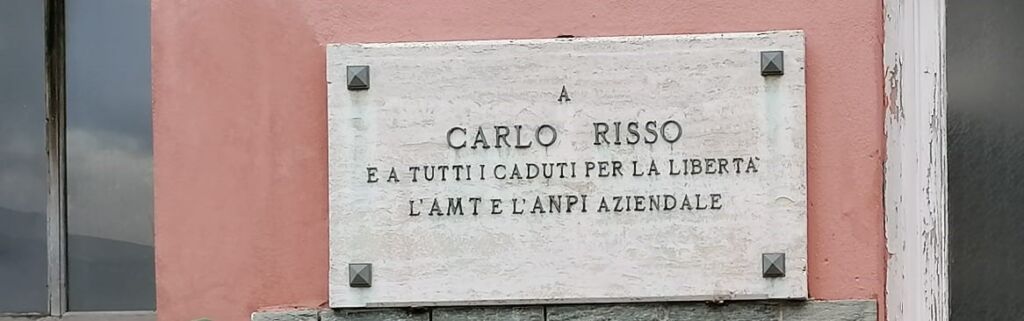 A
CARLO RISSO
E A TUTTI I CADUTI PER LA LIBERTA'
L'AMT E L'ANPI AZIENDALE